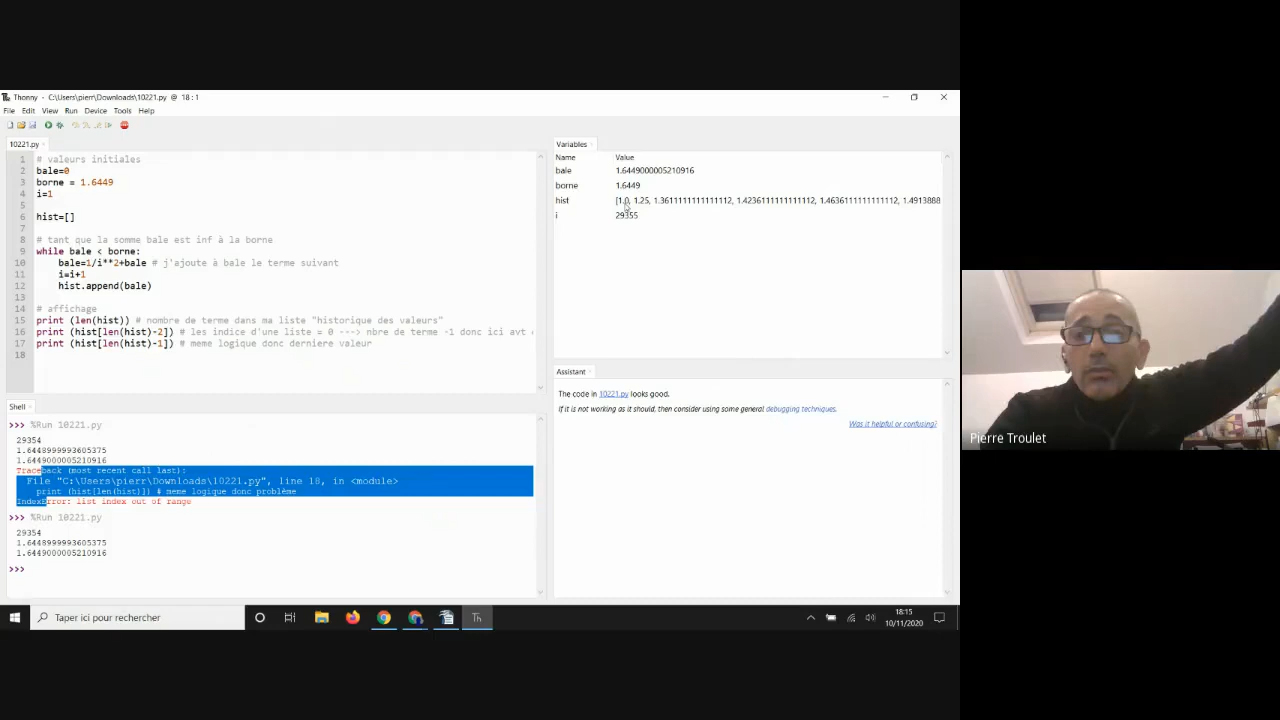 Thonny - C:\Users\pierr\Downloads\10221.py @ 18 : 1
File Edit View Run Device Tools Help
10221.py
1 # valeurs initiales
2 bale=0
3 borne = 1.6449
4 i=1
5
6 hist=[]
7
8 # tant que la somme bale est inf à la borne
9 while bale < borne:
10 bale=1/i**2+bale # j'ajoute à bale le terme suivant
11 i=i+1
12 hist.append(bale)
13
14 # affichage
15 print (len(hist)) # nombre de terme dans ma liste "historique des valeurs"
16 print (hist[len(hist)-2]) # les indice d'une liste = 0 ---> nbre de terme -1 donc ici avt
17 print (hist[len(hist)-1]) # meme logique donc derniere valeur
18
Shell
>>> %Run 10221.py
29354
1.6448999993605375
1.6449000005210916
Traceback (most recent call last):
File "C:\Users\pierr\Downloads\10221.py", line 18, in <module>
print (hist[len(hist)]) # meme logique donc problème
IndexError: list index out of range
>>> %Run 10221.py
29354
1.6448999993605375
1.6449000005210916
>>>
Variables
Name Value
bale 1.6449000005210916
borne 1.6449
hist [1.0, 1.25, 1.3611111111111112, 1.4236111111111112, 1.4636111111111112, 1.4913888
i 29355
Assistant
The code in 10221.py looks good.
If it is not working as it should, then consider using some general debugging techniques.
Was it helpful or confusing?
Pierre Troulet
Taper ici pour rechercher
Th
18:15
10/11/2020